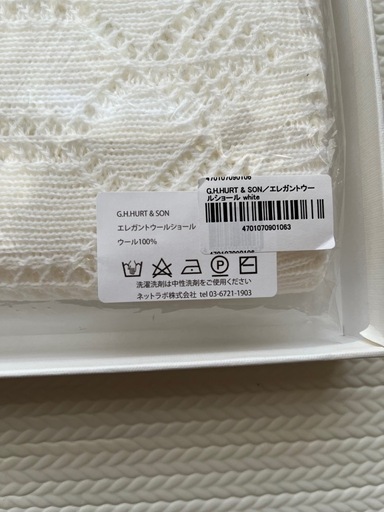 470107090106
G.H.HURT & SON／エレガントウー
ルショール white
4701070901063
G.H.HURT & SON
エレガントウールショール
ウール100%
洗濯洗剤は中性洗剤をご使用ください
ネットラボ株式会社 tel 03-6721-1903